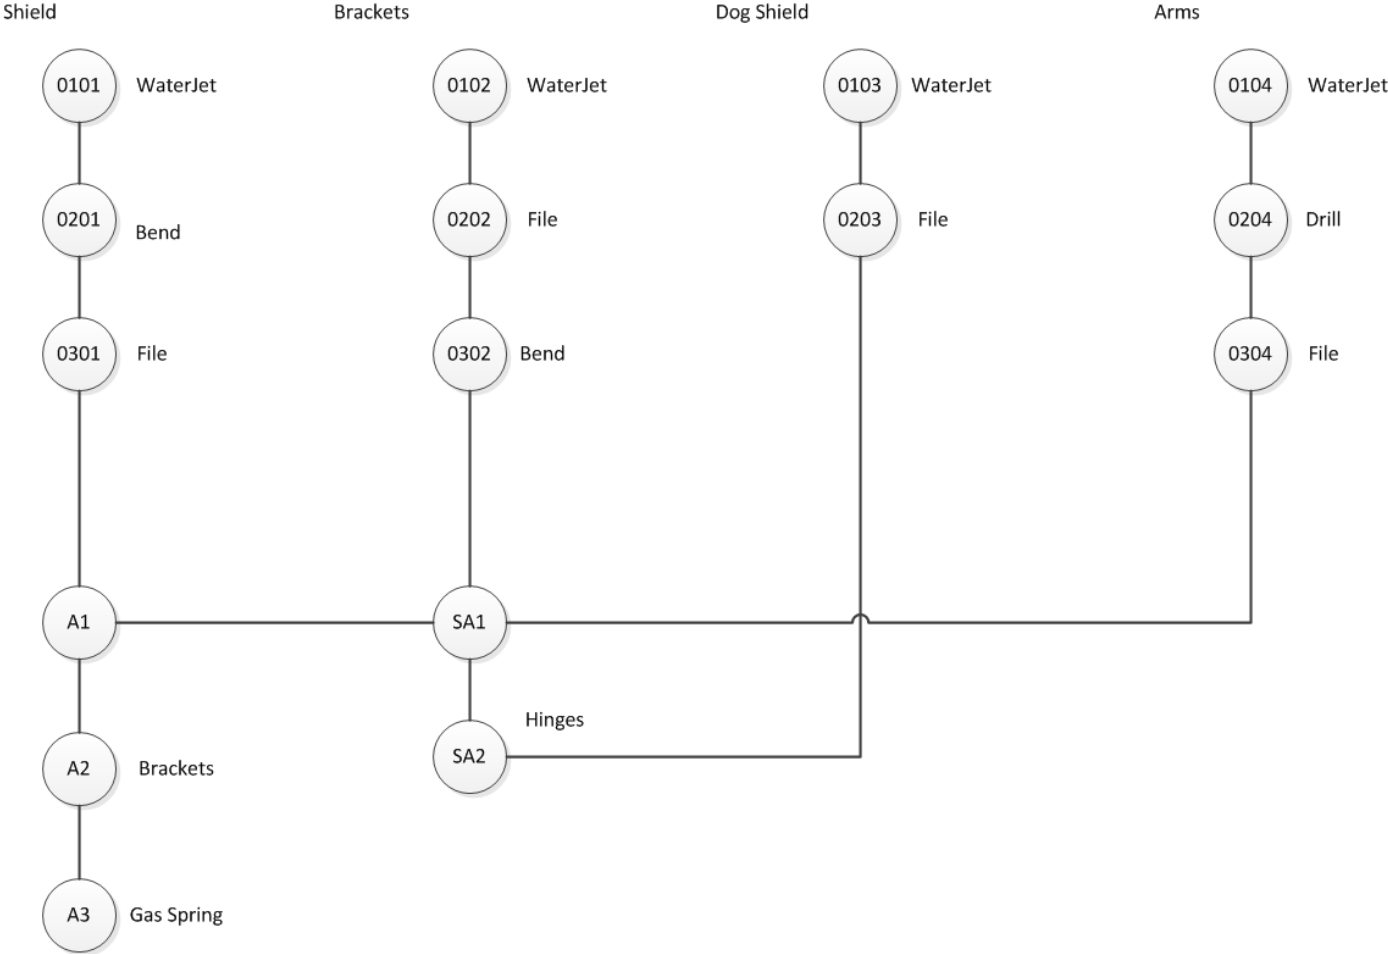 Shield
Brackets
Dog Shield
Arms
0101 WaterJet
0102 WaterJet
0103 WaterJet
0104 WaterJet
0201 Bend
0202 File
0203 File
0204 Drill
0301 File
0302 Bend
0304 File
A1
SA1
Hinges
SA2
A2 Brackets
A3 Gas Spring